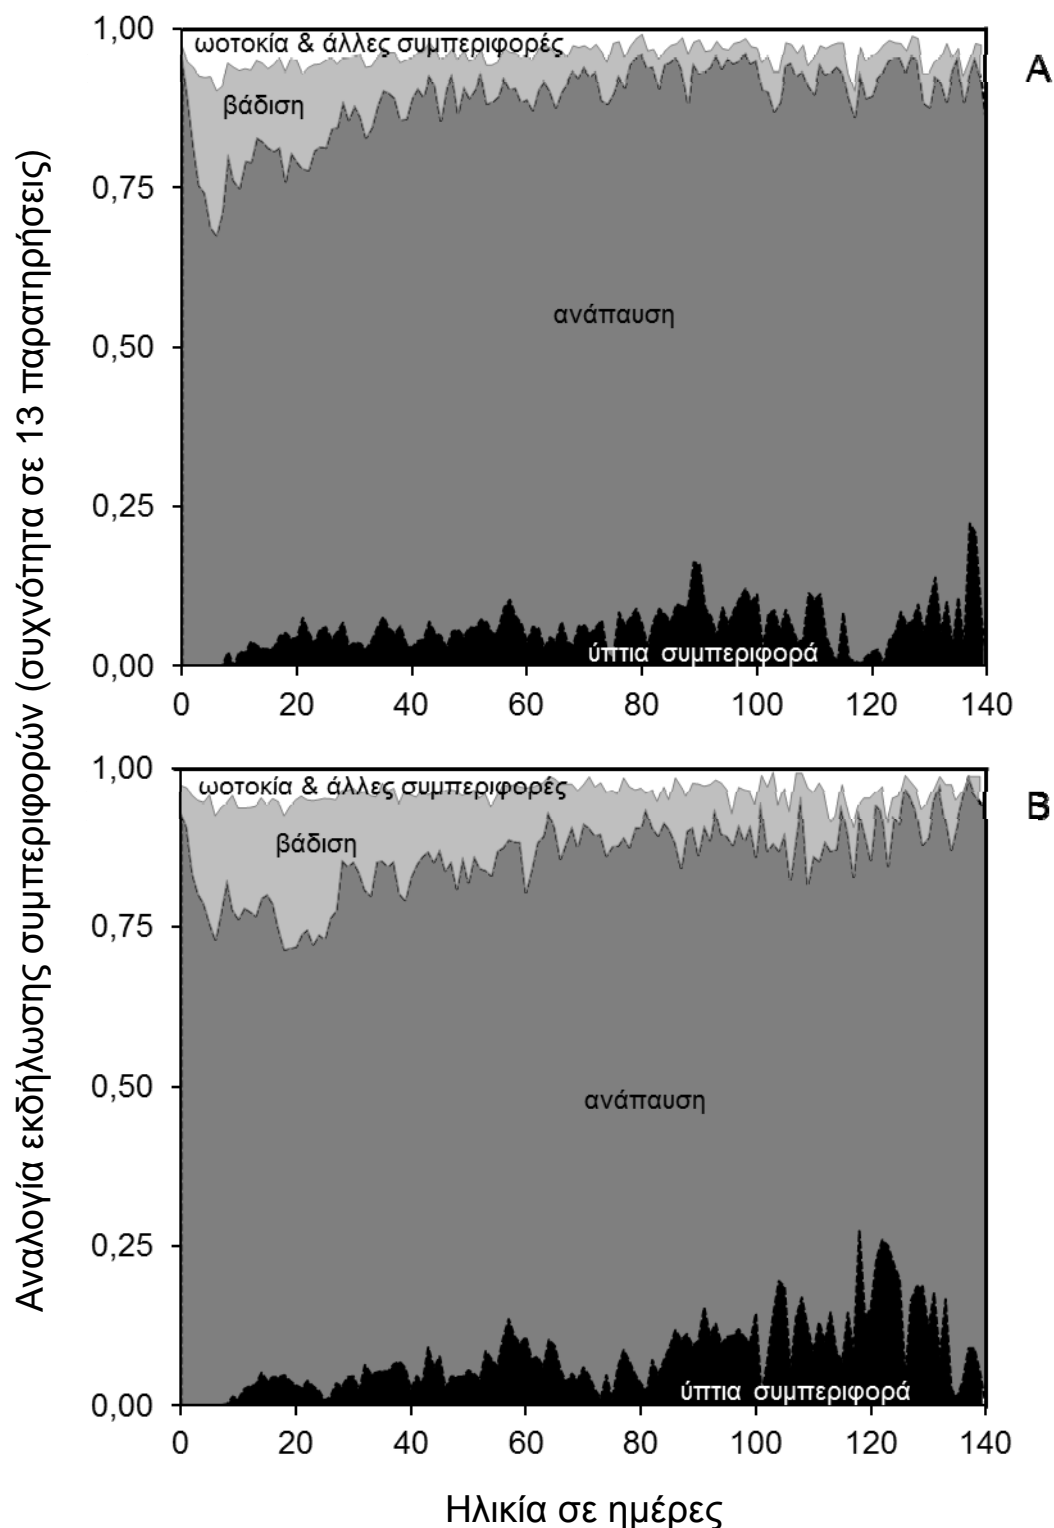 Αναλογία εκδήλωσης συμπεριφορών (συχνότητα σε 13 παρατηρήσεις)
A
1,00
0,75
0,50
0,25
0,00
ωοτοκία & άλλες συμπεριφορές
βάδιση
ανάπαυση
ύπτια συμπεριφορά
0 20 40 60 80 100 120 140
B
1,00
0,75
0,50
0,25
0,00
ωοτοκία & άλλες συμπεριφορές
βάδιση
ανάπαυση
ύπτια συμπεριφορά
0 20 40 60 80 100 120 140
Ηλικία σε ημέρες